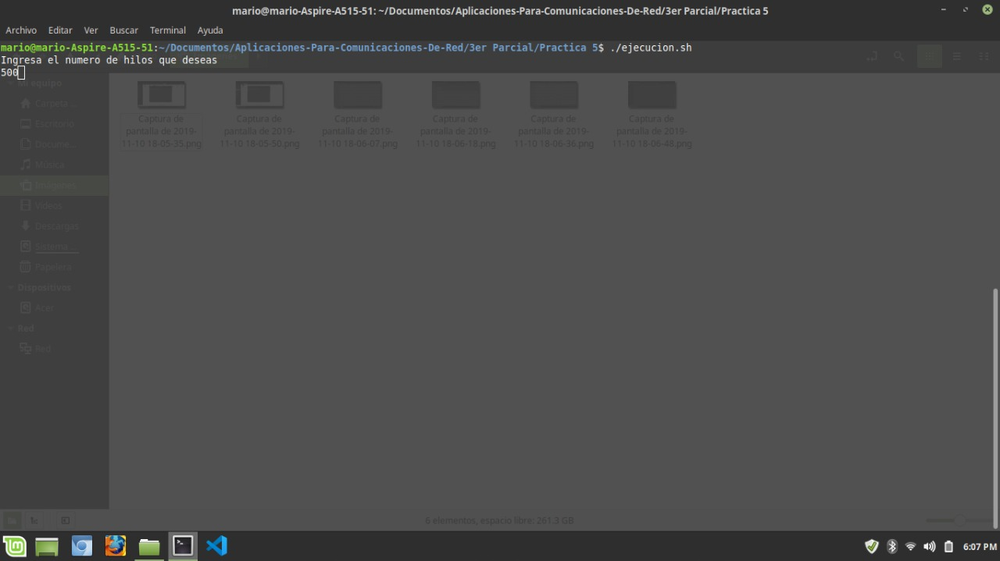 mario@mario-Aspire-A515-51: ~/Documentos/Aplicaciones-Para-Comunicaciones-De-Red/3er Parcial/Practica 5
Archivo Editar Ver Buscar Terminal Ayuda
mario@mario-Aspire-A515-51:~/Documentos/Aplicaciones-Para-Comunicaciones-De-Red/3er Parcial/Practica 5$ ./ejecucion.sh
Ingresa el numero de hilos que deseas
500
Mi equipo
Carpeta...
Escritorio
Docume...
Música
Imágenes
Vídeos
Descargas
Sistema...
Papelera
Dispositivos
Acer
Red
Red
Captura de
pantalla de 2019-
11-10 18-05-35.png
Captura de
pantalla de 2019-
11-10 18-05-50.png
Captura de
pantalla de 2019-
11-10 18-06-07.png
Captura de
pantalla de 2019-
11-10 18-06-18.png
Captura de
pantalla de 2019-
11-10 18-06-36.png
Captura de
pantalla de 2019-
11-10 18-06-48.png
6 elementos, espacio libre: 261.3 GB
6:07 PM